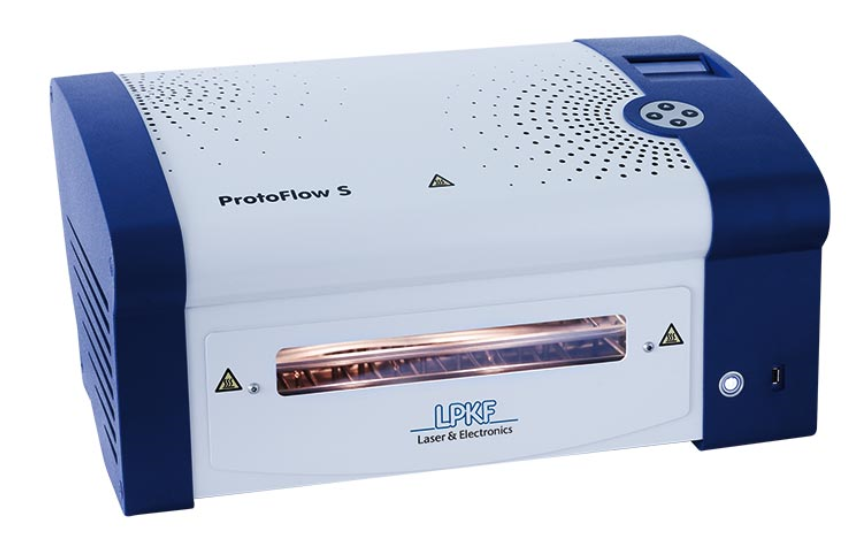 ProtoFlow S
LPKF
Laser & Electronics